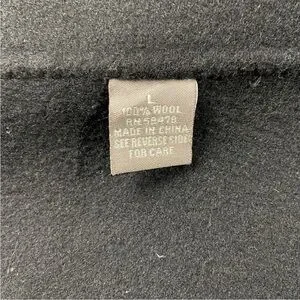 L
100% WOOL
RN 59478
MADE IN CHINA
SEE REVERSE SIDE
FOR CARE